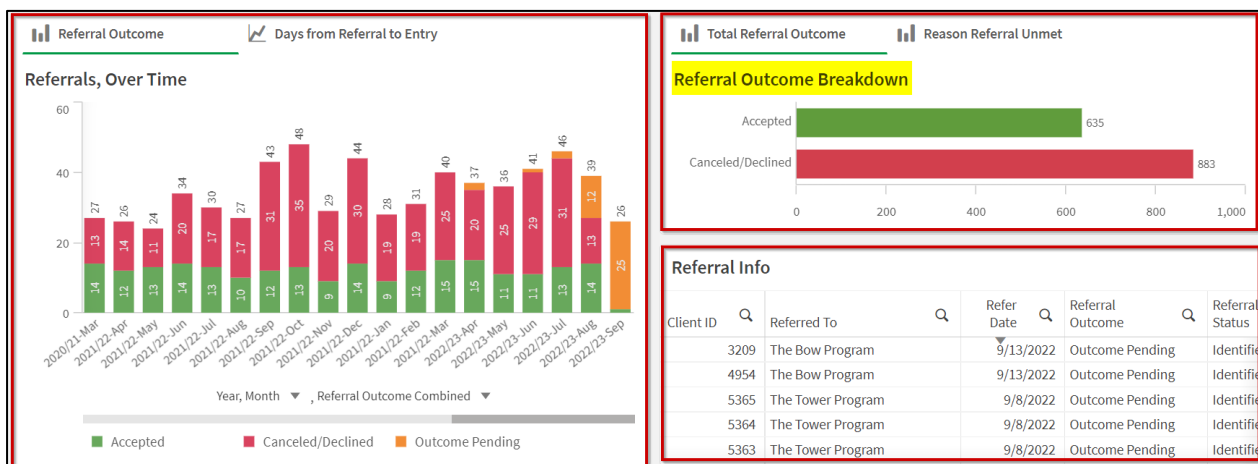 Referral Outcome
Days from Referral to Entry
Referrals, Over Time
60
40
20
0
27 26 24 34 30 27 43 48 29 44 28 31 40 37 36 41 46 39 26
13 14 11 20 17 17 31 35 20 30 19 19 25 20 25 29 31 12 25
13
14 12 13 14 13 10 12 13 9 14 9 12 15 15 11 11 13 14
2020/21-Mar
2021/22-Apr
2021/22-May
2021/22-Jun
2021/22-Jul
2021/22-Aug
2021/22-Sep
2021/22-Oct
2021/22-Nov
2021/22-Dec
2021/22-Jan
2021/22-Feb
2021/22-Mar
2022/23-Apr
2022/23-May
2022/23-Jun
2022/23-Jul
2022/23-Aug
2022/23-Sep
Year, Month ▼ , Referral Outcome Combined ▼
Accepted Canceled/Declined Outcome Pending
Total Referral Outcome
Reason Referral Unmet
Referral Outcome Breakdown
Accepted 635
Canceled/Declined 883
0 200 400 600 800 1,000
Referral Info
Client ID Referred To Refer Date Referral Outcome Referral Status
3209 The Bow Program 9/13/2022 Outcome Pending Identifie
4954 The Bow Program 9/13/2022 Outcome Pending Identifie
5365 The Tower Program 9/8/2022 Outcome Pending Identifie
5364 The Tower Program 9/8/2022 Outcome Pending Identifie
5363 The Tower Program 9/8/2022 Outcome Pending Identifie